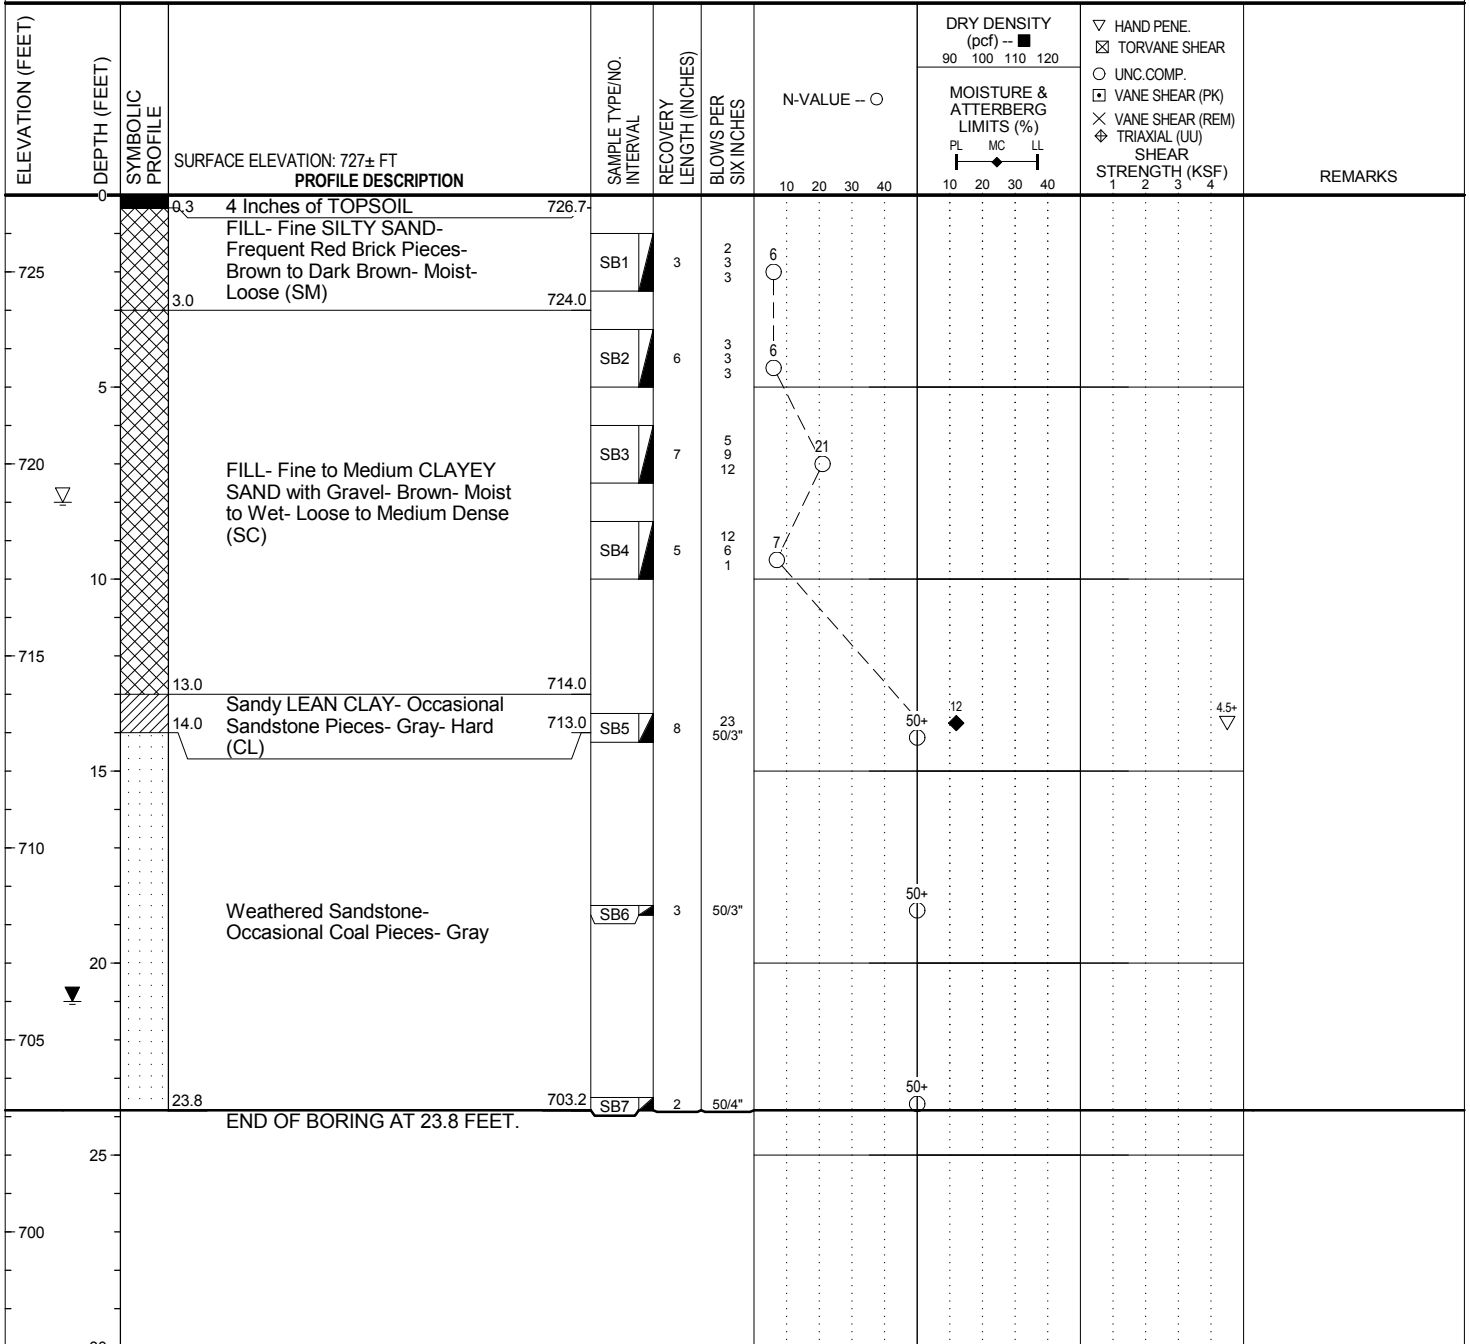 ELEVATION (FEET)
DEPTH (FEET)
SYMBOLIC
PROFILE
SURFACE ELEVATION: 727± FT
PROFILE DESCRIPTION
SAMPLE TYPE/NO.
INTERVAL
RECOVERY
LENGTH (INCHES)
BLOWS PER
SIX INCHES
N-VALUE -- O
10 20 30 40
DRY DENSITY
(pcf) -- ■
90 100 110 120
MOISTURE &
ATTERBERG
LIMITS (%)
PL MC LL
10 20 30 40
▽ HAND PENE.
☒ TORVANE SHEAR
○ UNC.COMP.
⊡ VANE SHEAR (PK)
× VANE SHEAR (REM)
TRIAXIAL (UU)
SHEAR
STRENGTH (KSF)
1 2 3 4
REMARKS
0
0.3 4 Inches of TOPSOIL 726.7
FILL- Fine SILTY SAND-
Frequent Red Brick Pieces-
Brown to Dark Brown- Moist-
Loose (SM)
3.0 724.0
725
SB1 3
2
3
3
6
SB2 6
3
3
3
6
5
SB3 7
5
9
12
21
720
FILL- Fine to Medium CLAYEY
SAND with Gravel- Brown- Moist
to Wet- Loose to Medium Dense
(SC)
SB4 5
12
6
1
7
10
715
13.0 714.0
Sandy LEAN CLAY- Occasional
Sandstone Pieces- Gray- Hard
(CL)
14.0 713.0
SB5 8
23
50/3"
50+
12
4.5+
15
710
Weathered Sandstone-
Occasional Coal Pieces- Gray
SB6 3 50/3"
50+
20
705
23.8 703.2
SB7 2 50/4"
50+
END OF BORING AT 23.8 FEET.
25
700